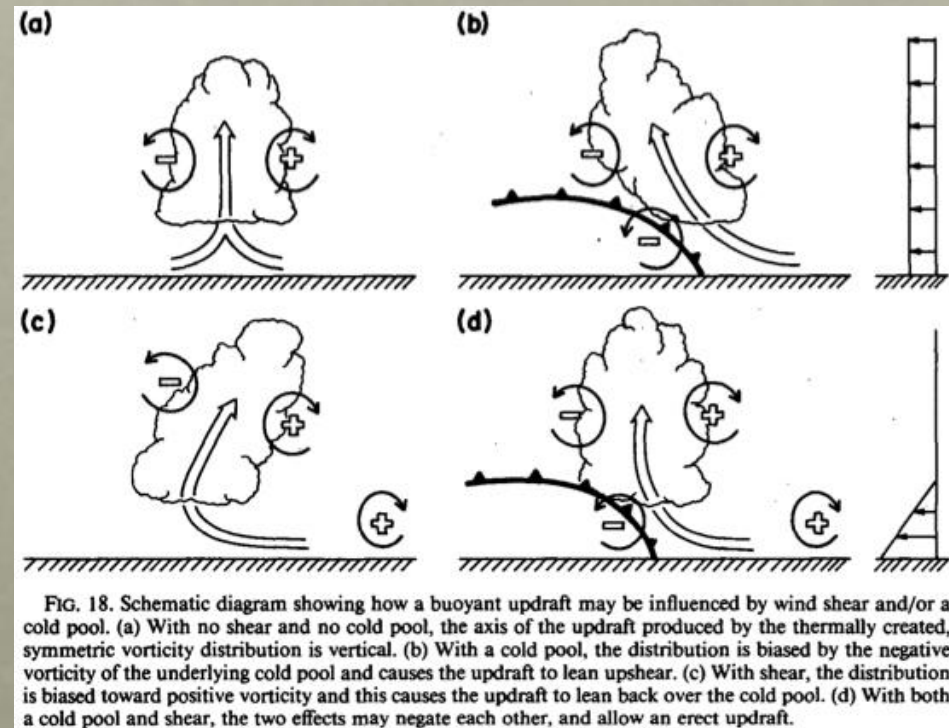 (a)
(b)
(c)
(d)
FIG. 18. Schematic diagram showing how a buoyant updraft may be influenced by wind shear and/or a
cold pool. (a) With no shear and no cold pool, the axis of the updraft produced by the thermally created,
symmetric vorticity distribution is vertical. (b) With a cold pool, the distribution is biased by the negative
vorticity of the underlying cold pool and causes the updraft to lean upshear. (c) With shear, the distribution
is biased toward positive vorticity and this causes the updraft to lean back over the cold pool. (d) With both
a cold pool and shear, the two effects may negate each other, and allow an erect updraft.